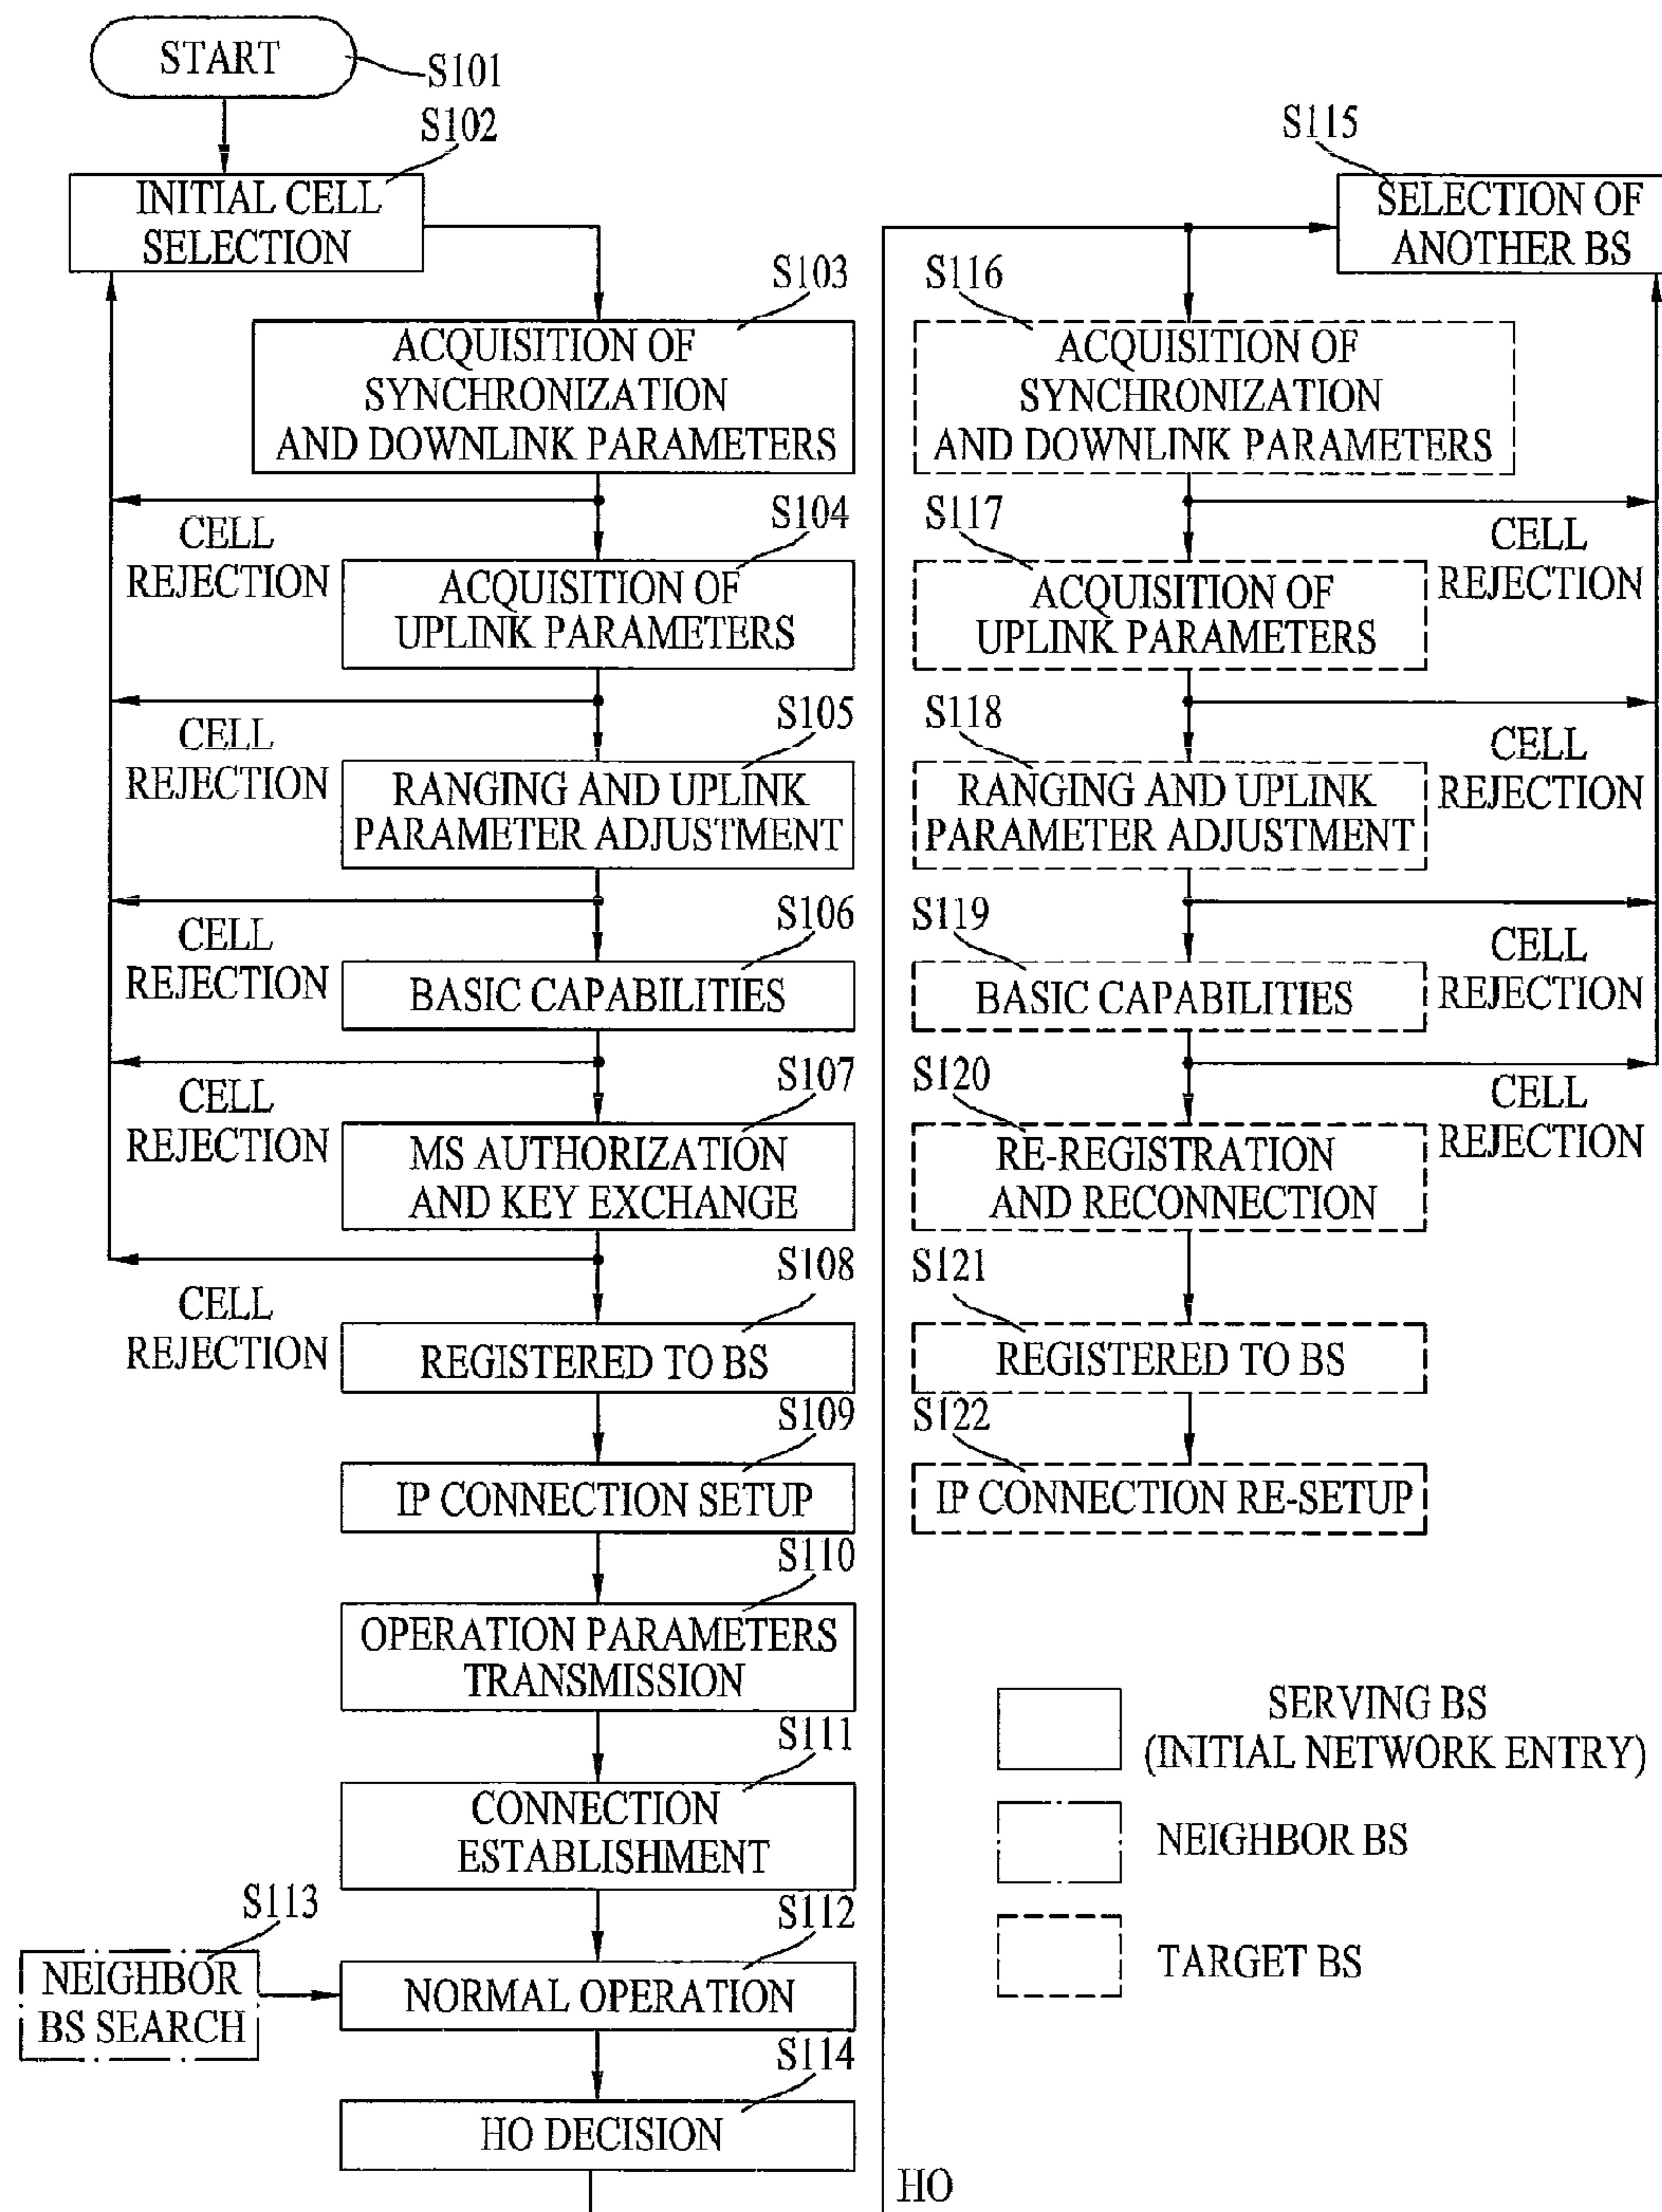 START
S101
S102
INITIAL CELL
SELECTION
S103
ACQUISITION OF
SYNCHRONIZATION
AND DOWNLINK PARAMETERS
CELL
REJECTION
S104
ACQUISITION OF
UPLINK PARAMETERS
CELL
REJECTION
S105
RANGING AND UPLINK
PARAMETER ADJUSTMENT
CELL
REJECTION
S106
BASIC CAPABILITIES
CELL
REJECTION
S107
MS AUTHORIZATION
AND KEY EXCHANGE
CELL
REJECTION
S108
REGISTERED TO BS
S109
IP CONNECTION SETUP
S110
OPERATION PARAMETERS
TRANSMISSION
S111
CONNECTION
ESTABLISHMENT
S113
NEIGHBOR
BS SEARCH
S112
NORMAL OPERATION
S114
HO DECISION
HO
S115
SELECTION OF
ANOTHER BS
S116
ACQUISITION OF
SYNCHRONIZATION
AND DOWNLINK PARAMETERS
S117
CELL
REJECTION
ACQUISITION OF
UPLINK PARAMETERS
S118
CELL
REJECTION
RANGING AND UPLINK
PARAMETER ADJUSTMENT
S119
CELL
REJECTION
BASIC CAPABILITIES
S120
CELL
REJECTION
RE-REGISTRATION
AND RECONNECTION
S121
REGISTERED TO BS
S122
IP CONNECTION RE-SETUP
SERVING BS
(INITIAL NETWORK ENTRY)
NEIGHBOR BS
TARGET BS